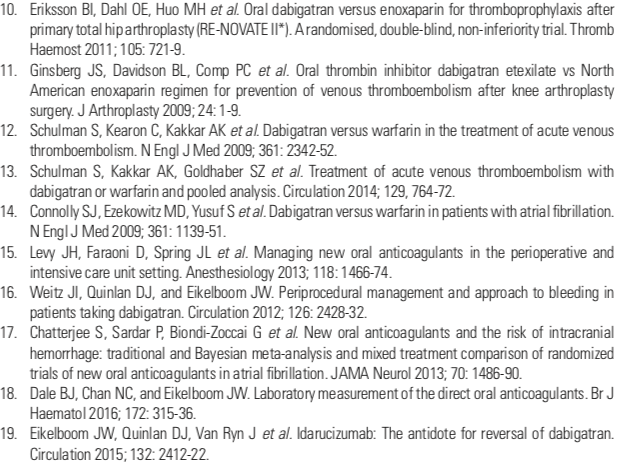 10. Eriksson BI, Dahl OE, Huo MH et al. Oral dabigatran versus enoxaparin for thromboprophylaxis after
primary total hip arthroplasty (RE-NOVATE II*). A randomised, double-blind, non-inferiority trial. Thromb
Haemost 2011; 105: 721-9.
11. Ginsberg JS, Davidson BL, Comp PC et al. Oral thrombin inhibitor dabigatran etexilate vs North
American enoxaparin regimen for prevention of venous thromboembolism after knee arthroplasty
surgery. J Arthroplasty 2009; 24: 1-9.
12. Schulman S, Kearon C, Kakkar AK et al. Dabigatran versus warfarin in the treatment of acute venous
thromboembolism. N Engl J Med 2009; 361: 2342-52.
13. Schulman S, Kakkar AK, Goldhaber SZ et al. Treatment of acute venous thromboembolism with
dabigatran or warfarin and pooled analysis. Circulation 2014; 129, 764-72.
14. Connolly SJ, Ezekowitz MD, Yusuf S et al. Dabigatran versus warfarin in patients with atrial fibrillation.
N Engl J Med 2009; 361: 1139-51.
15. Levy JH, Faraoni D, Spring JL et al. Managing new oral anticoagulants in the perioperative and
intensive care unit setting. Anesthesiology 2013; 118: 1466-74.
16. Weitz JI, Quinlan DJ, and Eikelboom JW. Periprocedural management and approach to bleeding in
patients taking dabigatran. Circulation 2012; 126: 2428-32.
17. Chatterjee S, Sardar P, Biondi-Zoccai G et al. New oral anticoagulants and the risk of intracranial
hemorrhage: traditional and Bayesian meta-analysis and mixed treatment comparison of randomized
trials of new oral anticoagulants in atrial fibrillation. JAMA Neurol 2013; 70: 1486-90.
18. Dale BJ, Chan NC, and Eikelboom JW. Laboratory measurement of the direct oral anticoagulants. Br J
Haematol 2016; 172: 315-36.
19. Eikelboom JW, Quinlan DJ, Van Ryn J et al. Idarucizumab: The antidote for reversal of dabigatran.
Circulation 2015; 132: 2412-22.